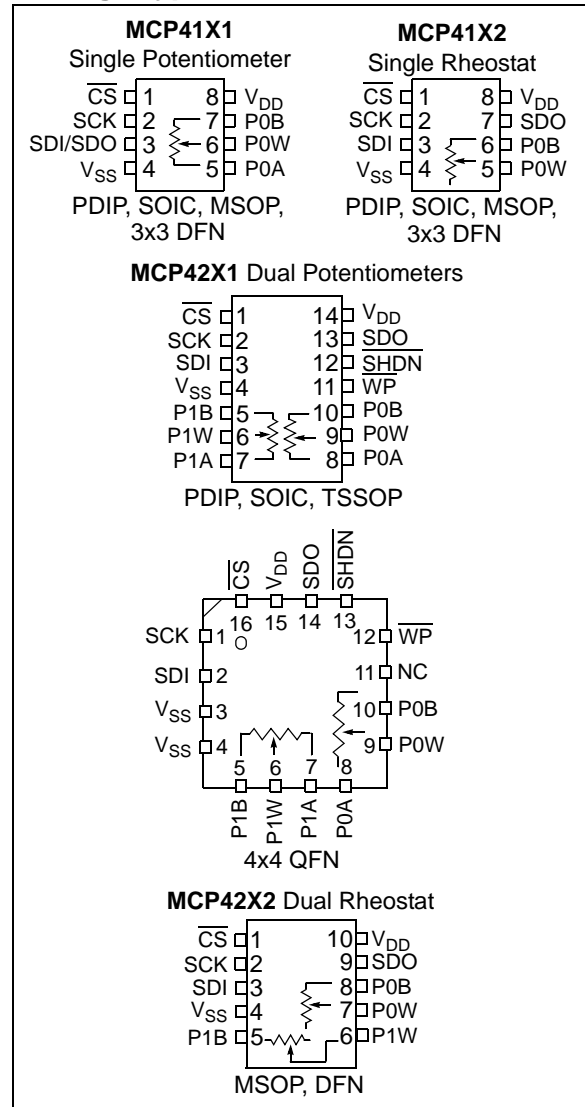 MCP41X1
Single Potentiometer
CS 1 8 VDD
SCK 2 7 P0B
SDI/SDO 3 6 P0W
VSS 4 5 P0A
PDIP, SOIC, MSOP,
3x3 DFN
MCP41X2
Single Rheostat
CS 1 8 VDD
SCK 2 7 SDO
SDI 3 6 P0B
VSS 4 5 P0W
PDIP, SOIC, MSOP,
3x3 DFN
MCP42X1 Dual Potentiometers
CS 1 14 VDD
SCK 2 13 SDO
SDI 3 12 SHDN
VSS 4 11 WP
P1B 5 10 P0B
P1W 6 9 P0W
P1A 7 8 P0A
PDIP, SOIC, TSSOP
CS VDD SDO SHDN
16 15 14 13
SCK 1 12 WP
SDI 2 11 NC
VSS 3 10 P0B
VSS 4 9 P0W
5 6 7 8
P1B P1W P1A P0A
4x4 QFN
MCP42X2 Dual Rheostat
CS 1 10 VDD
SCK 2 9 SDO
SDI 3 8 P0B
VSS 4 7 P0W
P1B 5 6 P1W
MSOP, DFN